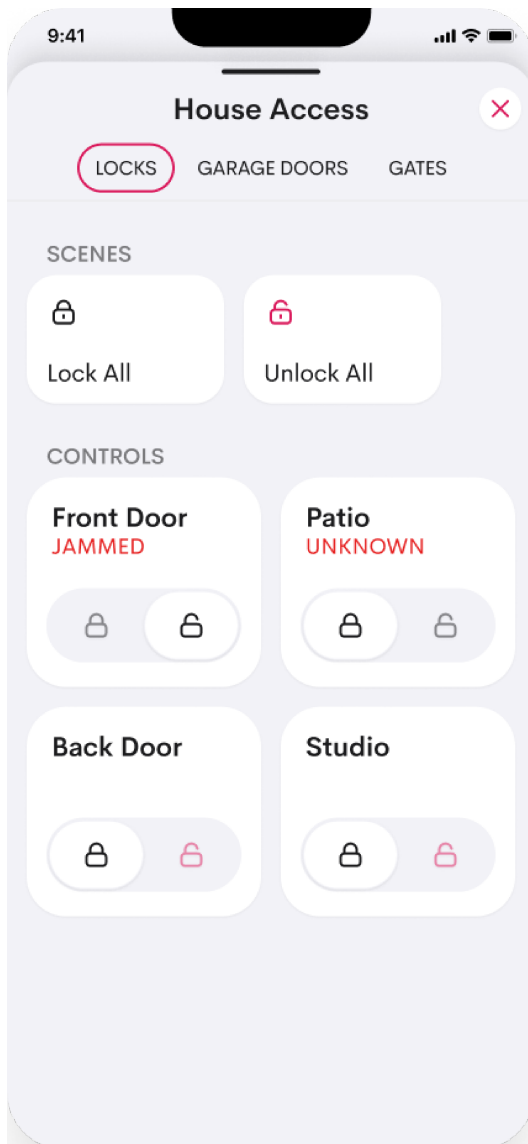 9:41
House Access
LOCKS GARAGE DOORS GATES
SCENES
Lock All Unlock All
CONTROLS
Front Door Patio
JAMMED UNKNOWN
Back Door Studio